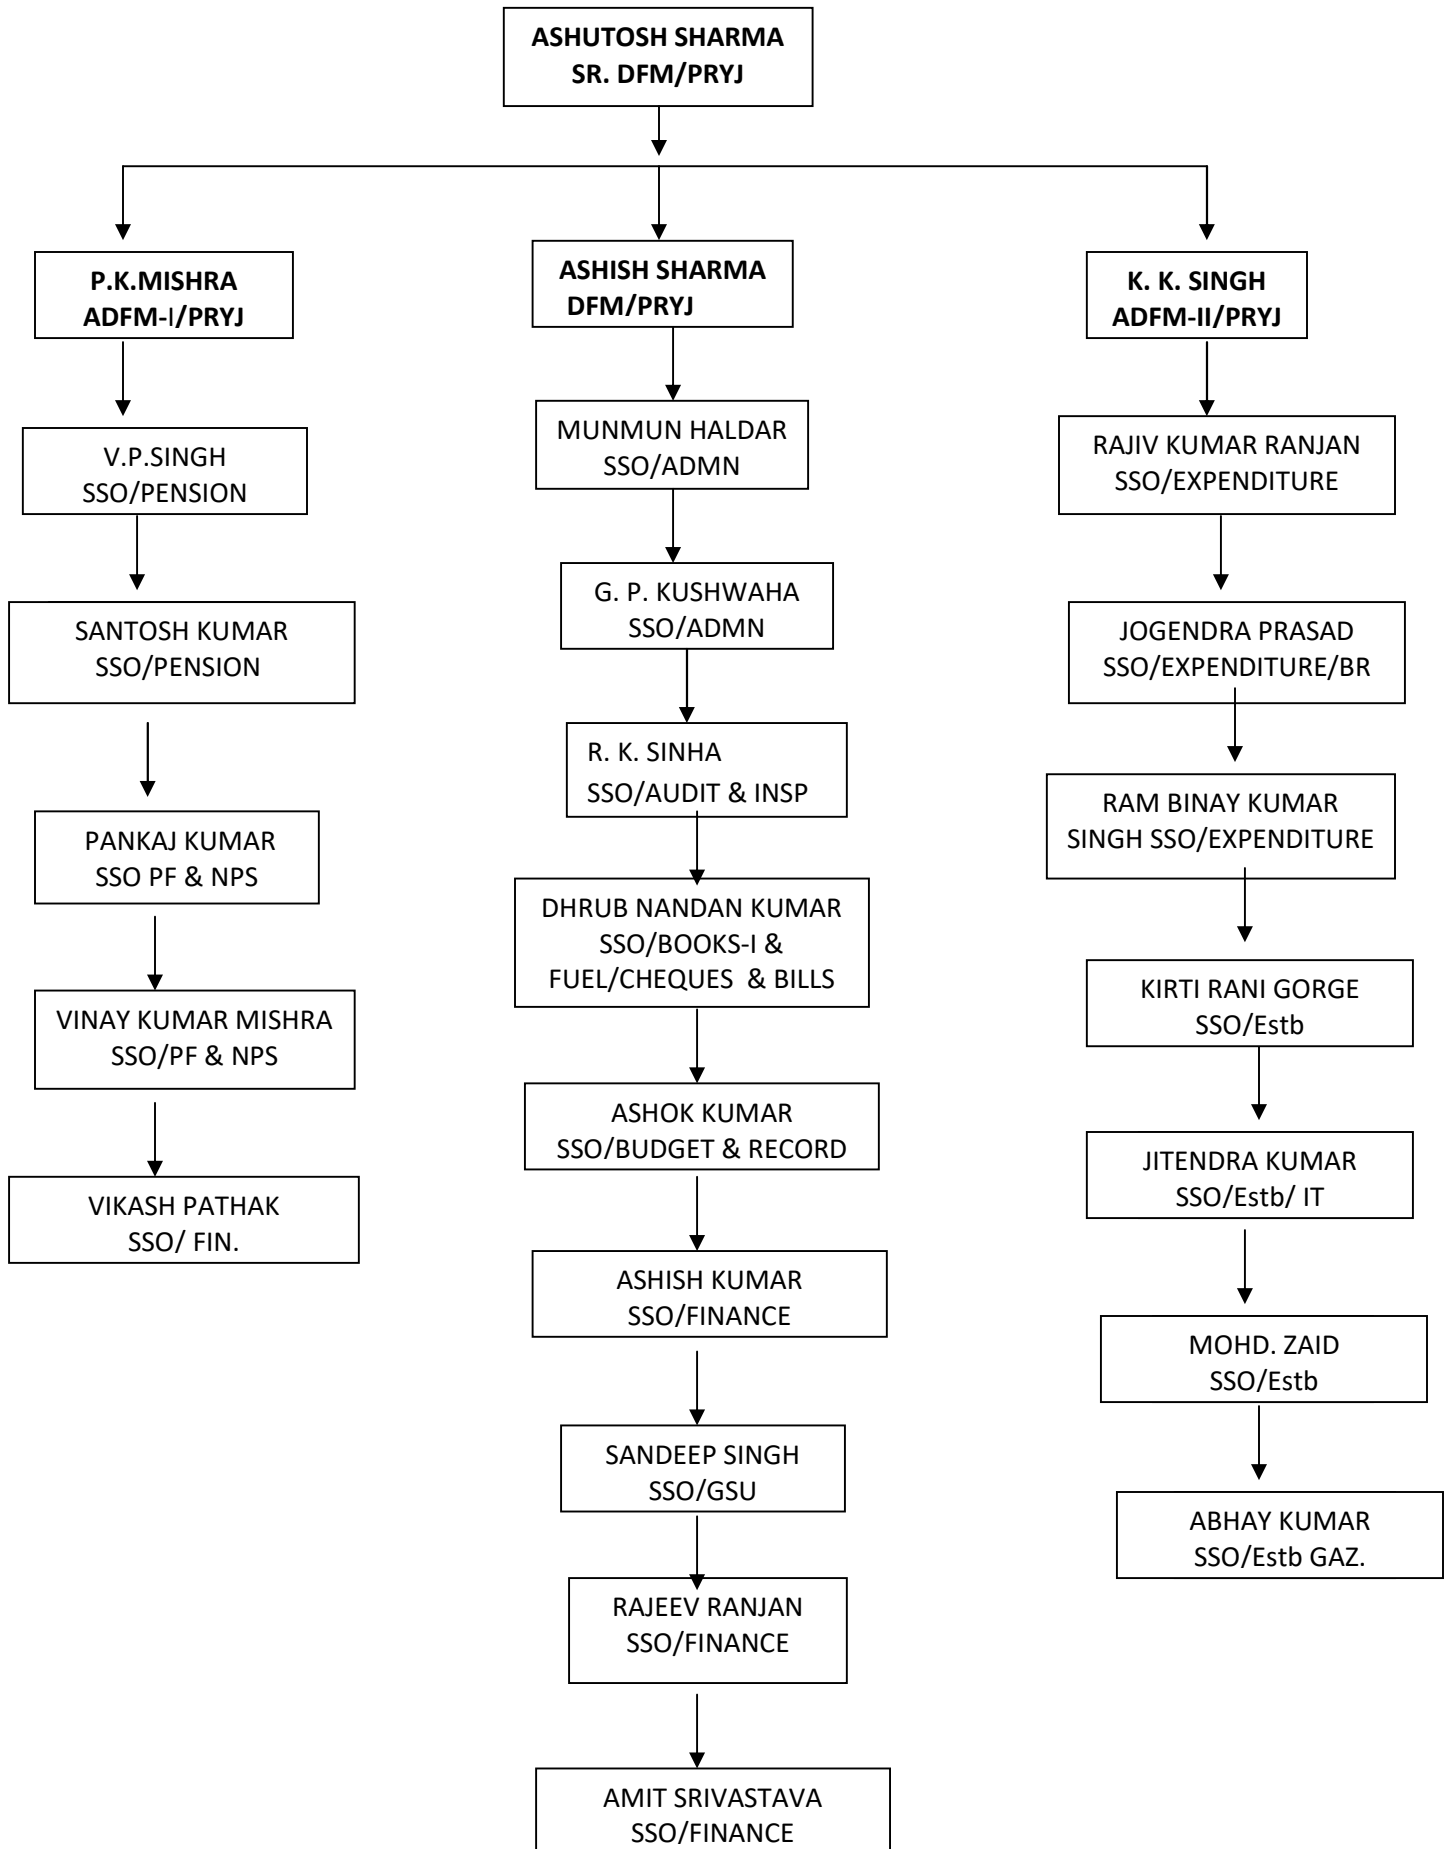 ASHUTOSH SHARMA
SR. DFM/PRYJ
P.K.MISHRA
ADFM-I/PRYJ
V.P.SINGH
SSO/PENSION
SANTOSH KUMAR
SSO/PENSION
PANKAJ KUMAR
SSO PF & NPS
VINAY KUMAR MISHRA
SSO/PF & NPS
VIKASH PATHAK
SSO/ FIN.
ASHISH SHARMA
DFM/PRYJ
MUNMUN HALDAR
SSO/ADMN
G. P. KUSHWAHA
SSO/ADMN
R. K. SINHA
SSO/AUDIT & INSP
DHRUB NANDAN KUMAR
SSO/BOOKS-I &
FUEL/CHEQUES & BILLS
ASHOK KUMAR
SSO/BUDGET & RECORD
ASHISH KUMAR
SSO/FINANCE
SANDEEP SINGH
SSO/GSU
RAJEEV RANJAN
SSO/FINANCE
AMIT SRIVASTAVA
SSO/FINANCE
K. K. SINGH
ADFM-II/PRYJ
RAJIV KUMAR RANJAN
SSO/EXPENDITURE
JOGENDRA PRASAD
SSO/EXPENDITURE/BR
RAM BINAY KUMAR
SINGH SSO/EXPENDITURE
KIRTI RANI GORGE
SSO/Estb
JITENDRA KUMAR
SSO/Estb/ IT
MOHD. ZAID
SSO/Estb
ABHAY KUMAR
SSO/Estb GAZ.